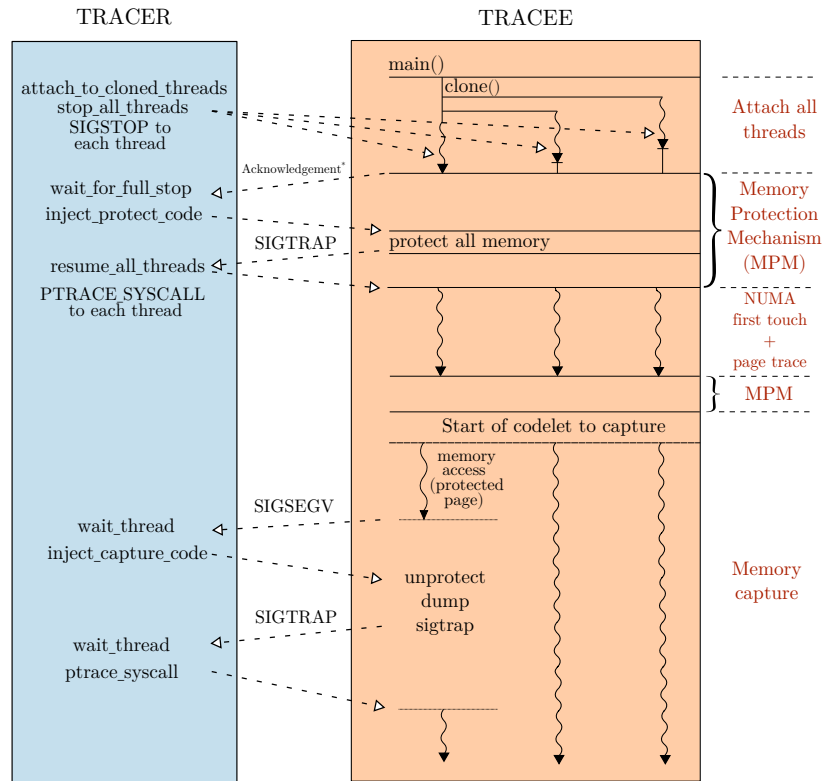 TRACER
TRACEE
main()
attach_to_cloned_threads
clone()
stop_all_threads
SIGSTOP to
each thread
Attach all
threads
Acknowledgement*
wait_for_full_stop
inject_protect_code
Memory
Protection
Mechanism
(MPM)
SIGTRAP
protect all memory
resume_all_threads
PTRACE_SYSCALL
to each thread
NUMA
first touch
+
page trace
MPM
Start of codelet to capture
memory
access
(protected
page)
SIGSEGV
wait_thread
inject_capture_code
unprotect
dump
sigtrap
Memory
capture
SIGTRAP
wait_thread
ptrace_syscall